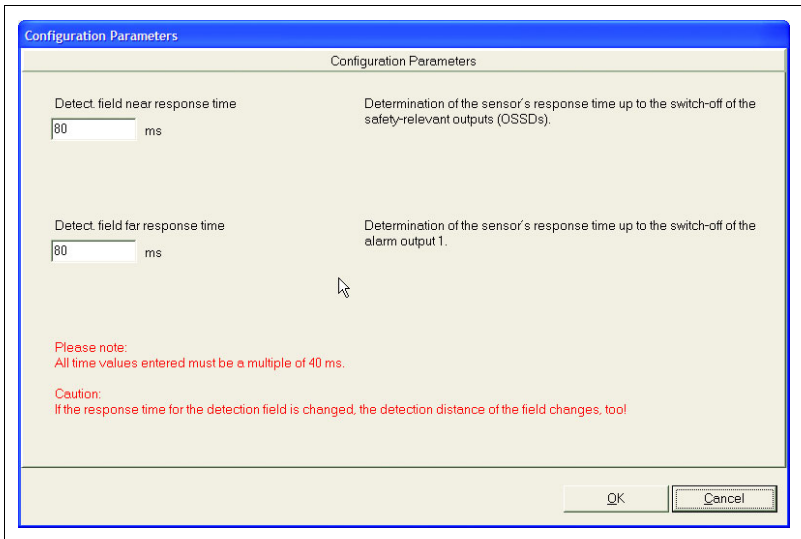 Configuration Parameters
Configuration Parameters
Detect. field near response time
80
ms
Determination of the sensor´s response time up to the switch-off of the
safety-relevant outputs (OSSDs).
Detect. field far response time
80
ms
Determination of the sensor´s response time up to the switch-off of the
alarm output 1.
Please note:
All time values entered must be a multiple of 40 ms.
Caution:
If the response time for the detection field is changed, the detection distance of the field changes, too!
OK
Cancel